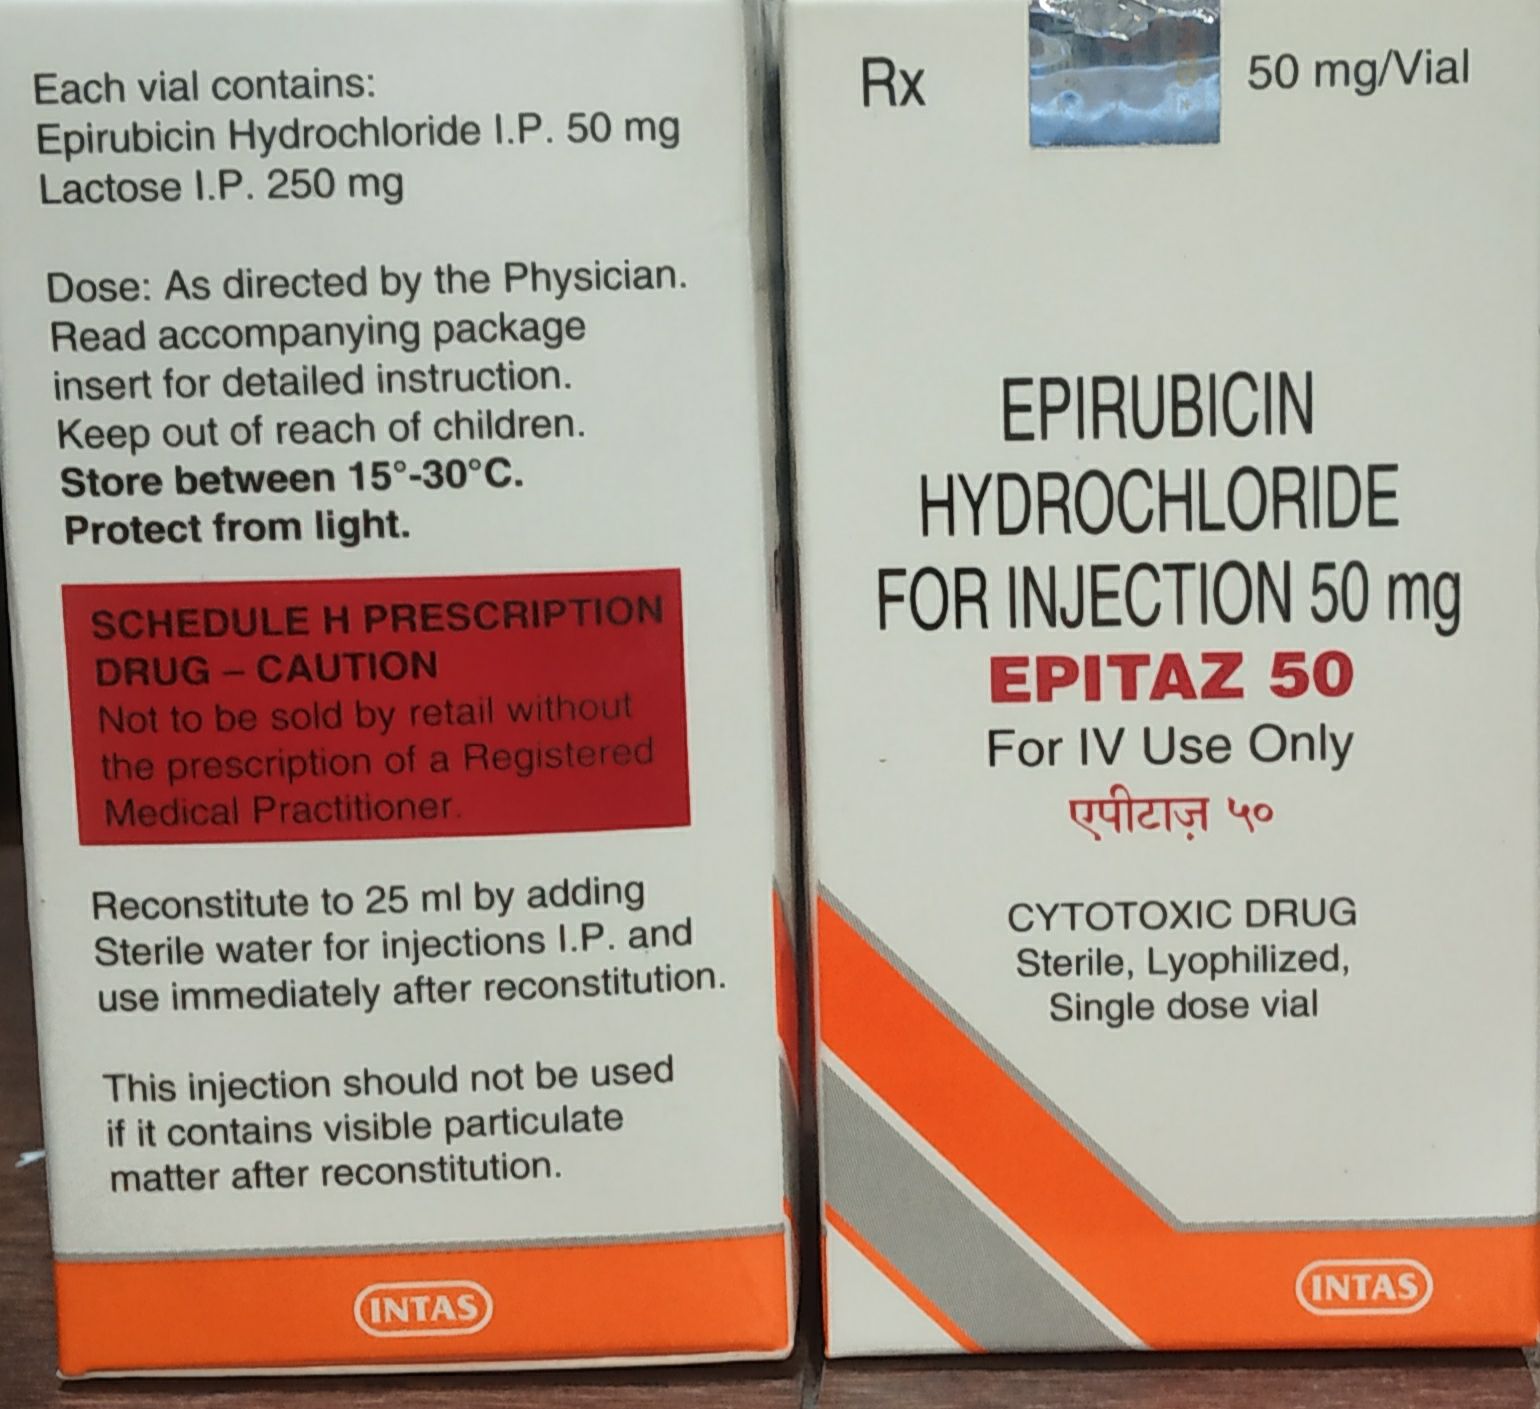 Each vial contains:
Epirubicin Hydrochloride I.P. 50 mg
Lactose I.P. 250 mg
Dose: As directed by the Physician.
Read accompanying package
insert for detailed instruction.
Keep out of reach of children.
Store between 15°-30°C.
Protect from light.
SCHEDULE H PRESCRIPTION
DRUG – CAUTION
Not to be sold by retail without
the prescription of a Registered
Medical Practitioner.
Reconstitute to 25 ml by adding
Sterile water for injections I.P. and
use immediately after reconstitution.
This injection should not be used
if it contains visible particulate
matter after reconstitution.
INTAS
Rx
50 mg/Vial
EPIRUBICIN
HYDROCHLORIDE
FOR INJECTION 50 mg
EPITAZ 50
For IV Use Only
एपीटाज़ ५०
CYTOTOXIC DRUG
Sterile, Lyophilized,
Single dose vial
INTAS